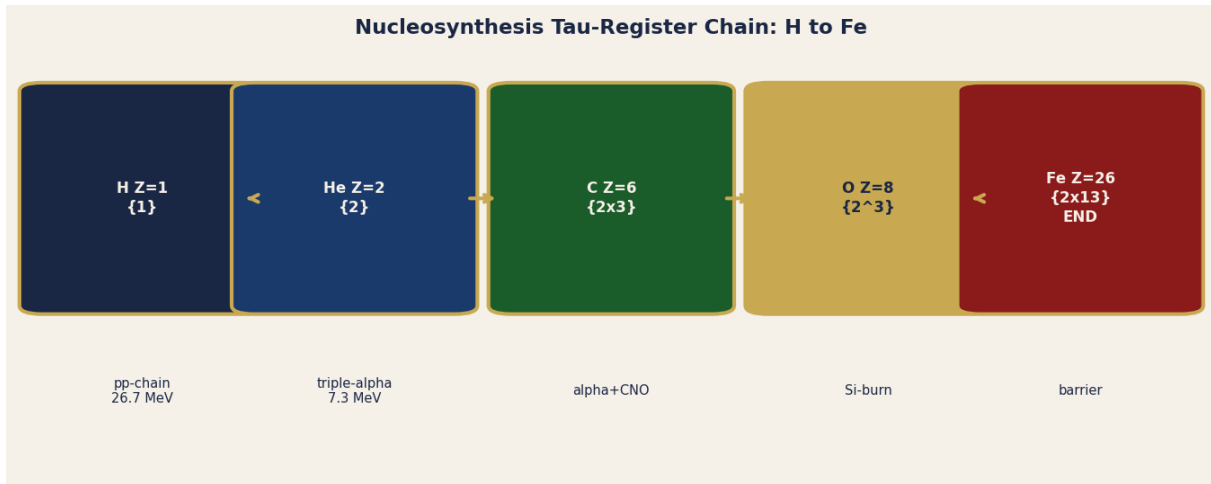 Nucleosynthesis Tau-Register Chain: H to Fe
H Z=1
{1}
He Z=2
{2}
C Z=6
{2x3}
O Z=8
{2^3}
Fe Z=26
{2x13}
END
pp-chain
26.7 MeV
triple-alpha
7.3 MeV
alpha+CNO
Si-burn
barrier